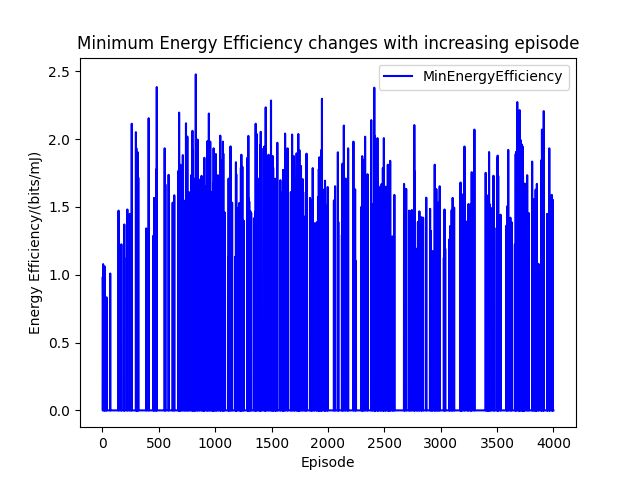 Minimum Energy Efficiency changes with increasing episode
MinEnergyEfficiency
Energy Efficiency/(bits/mJ)
2.5
2.0
1.5
1.0
0.5
0.0
0 500 1000 1500 2000 2500 3000 3500 4000
Episode